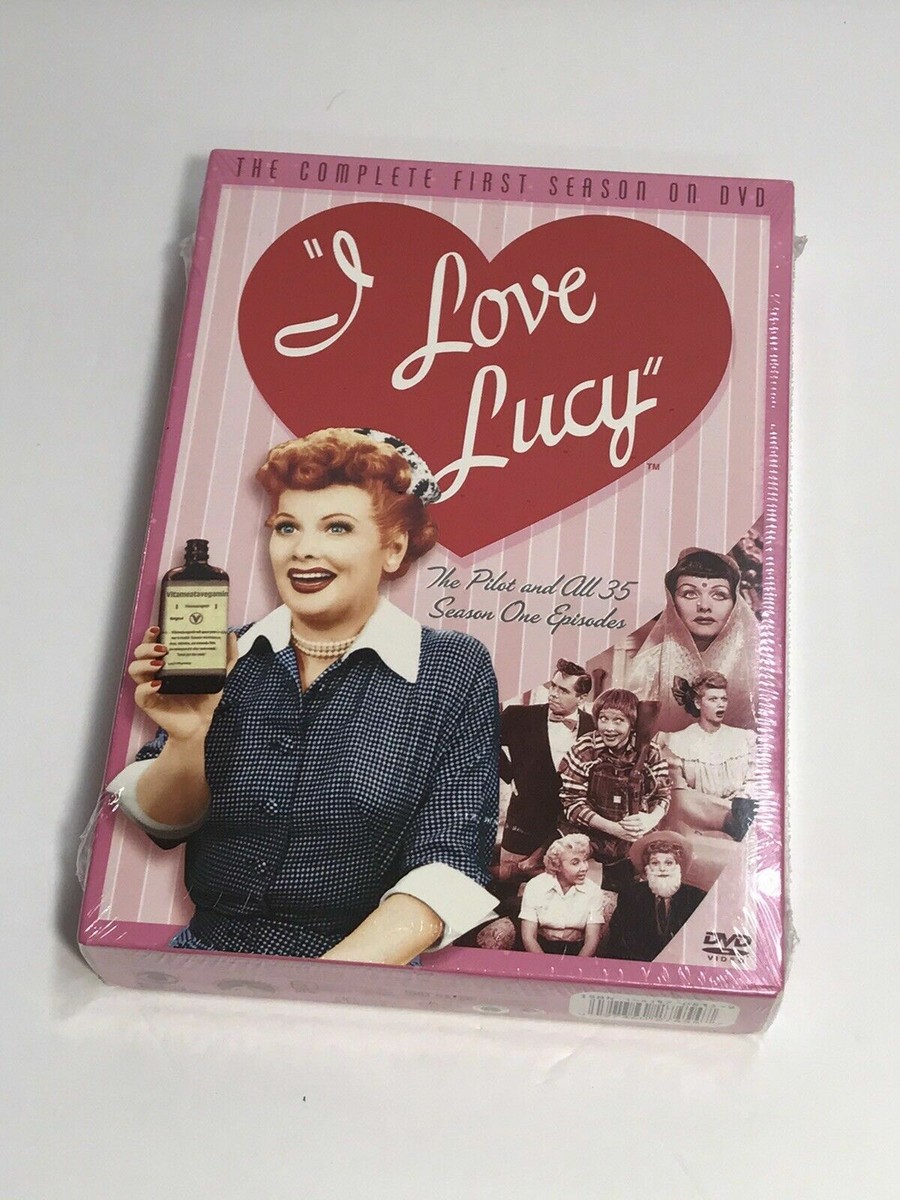 THE COMPLETE FIRST SEASON ON DVD
"I Love
Lucy"
TM
The Pilot and All 35
Season One Episodes
Vitameatavegamin
DVD
VIDEO